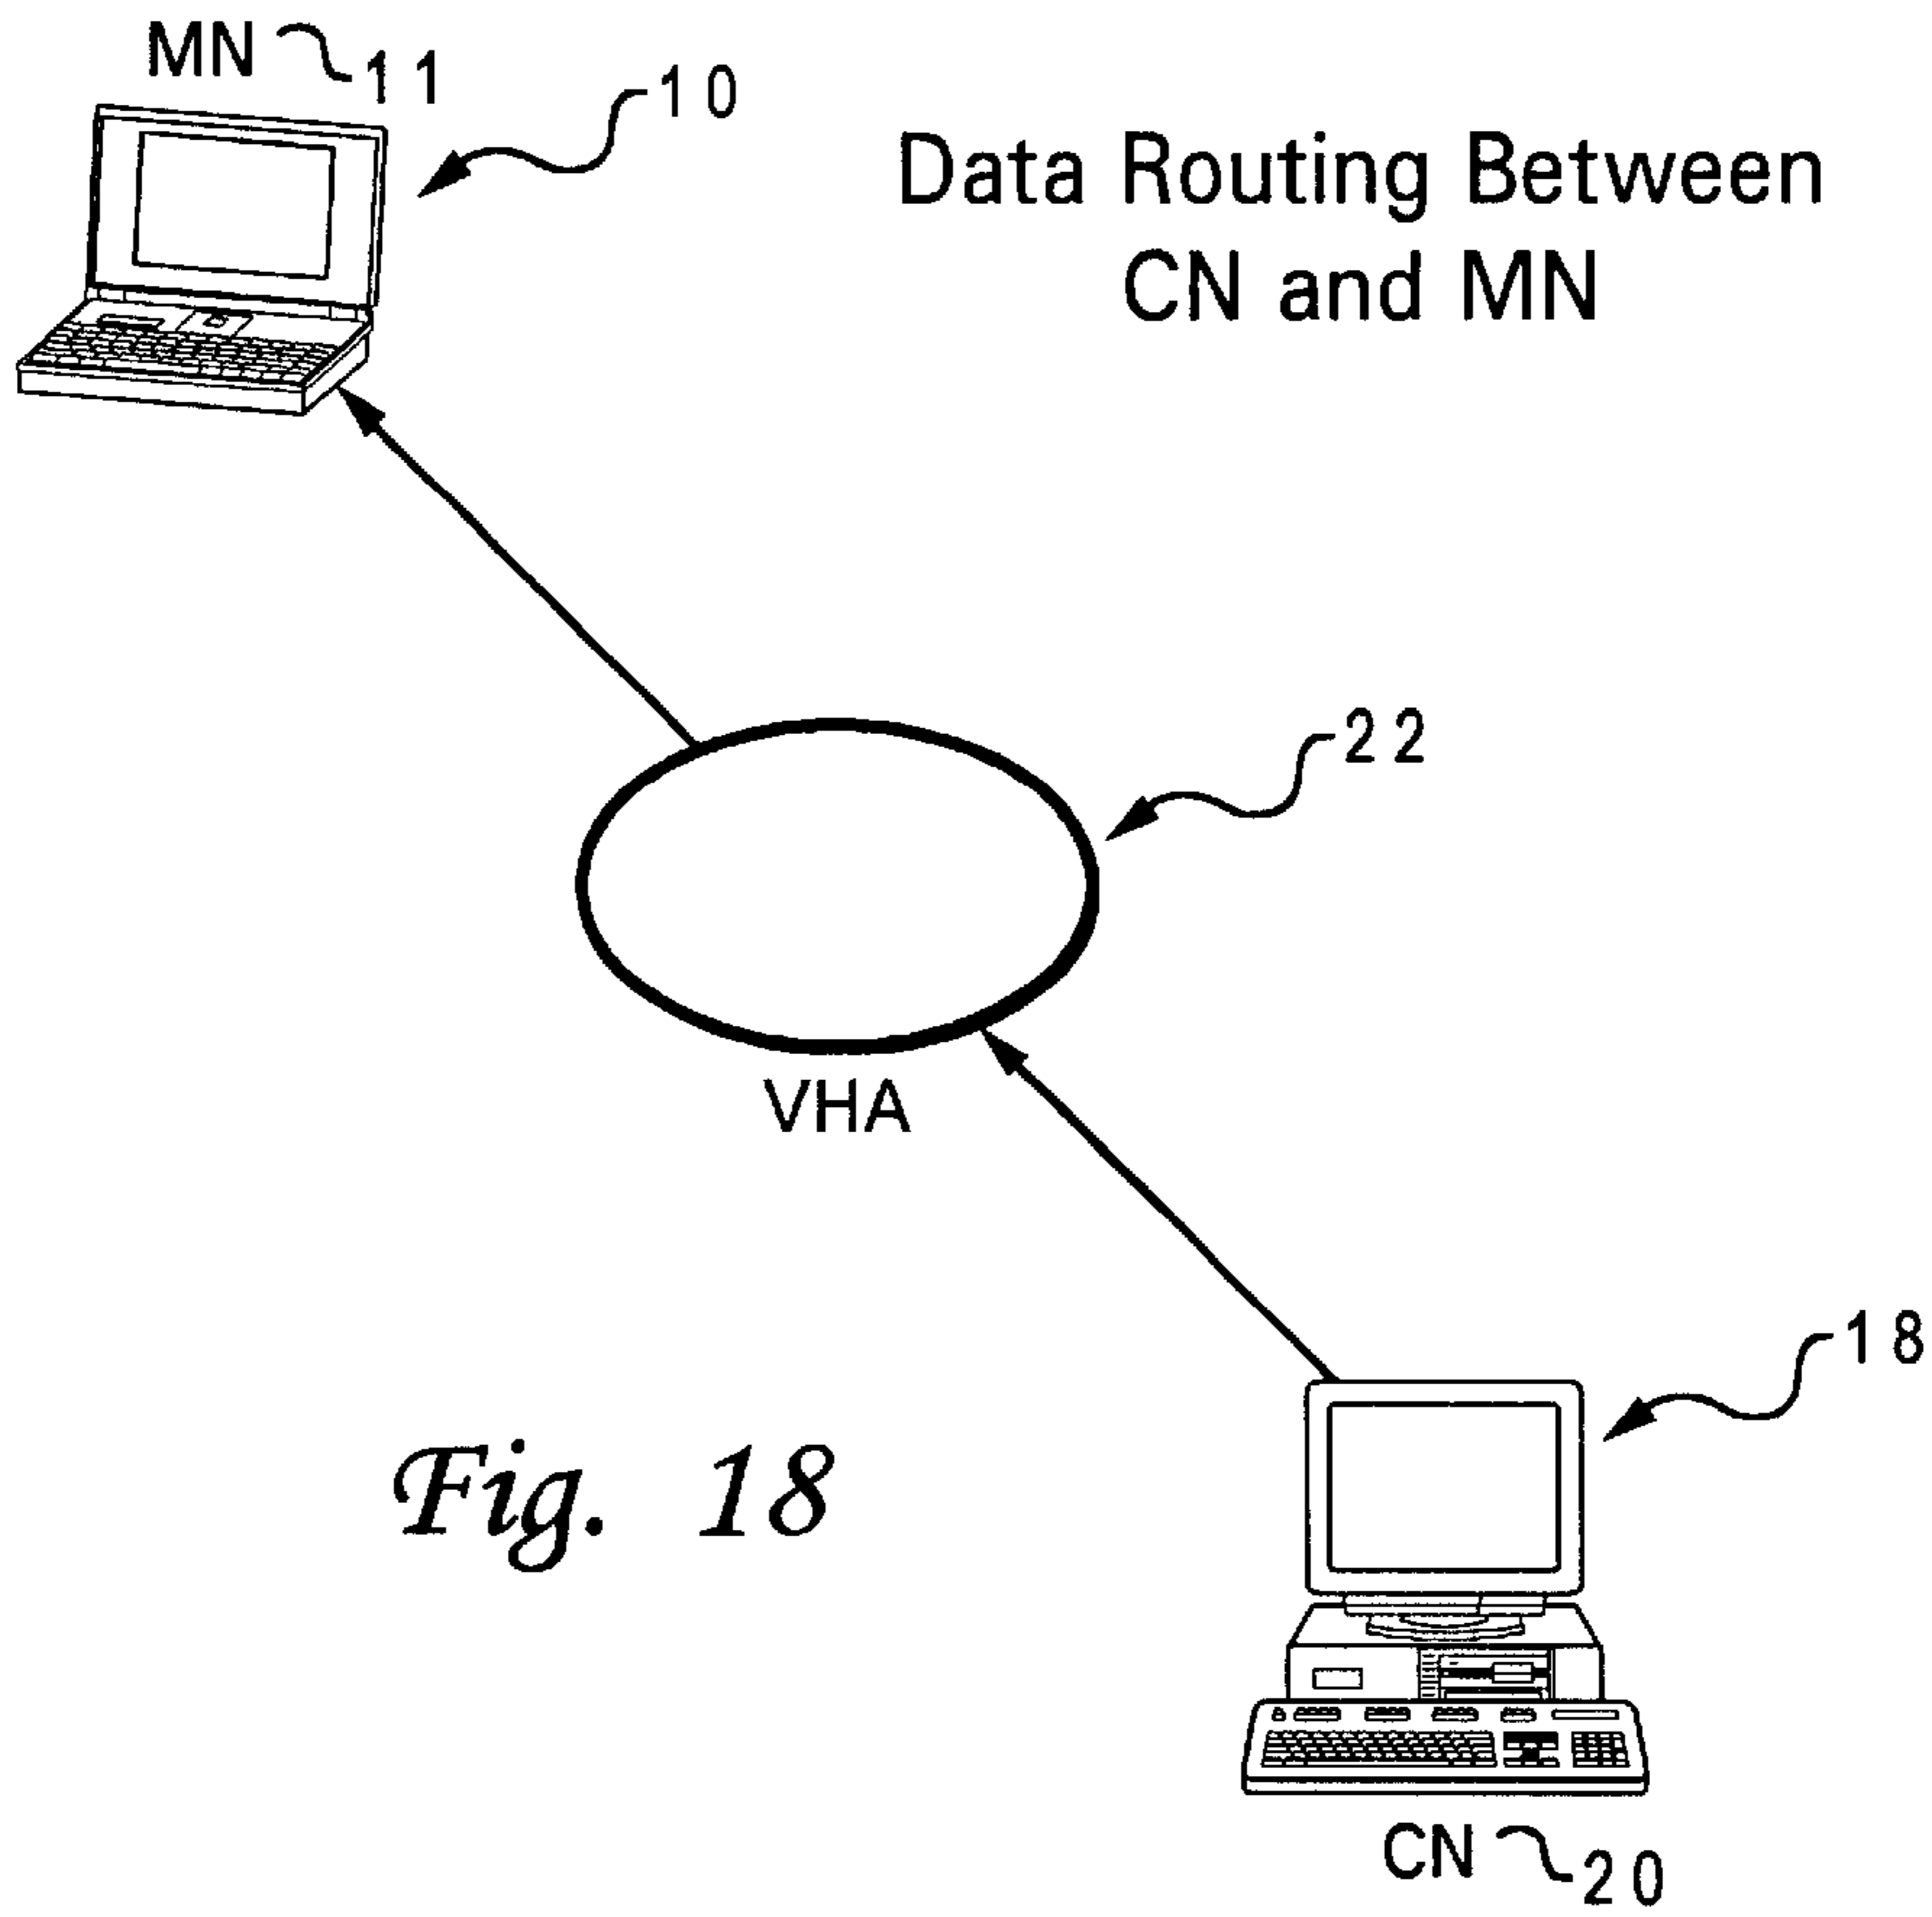 MN 11
10
Data Routing Between
CN and MN
22
VHA
18
Fig. 18
CN 20